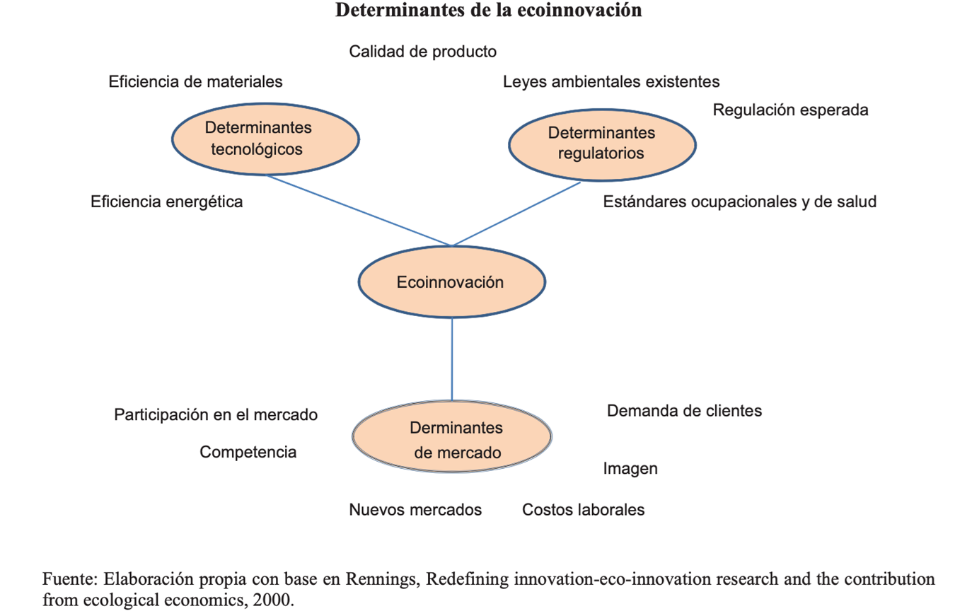 Determinantes de la ecoinnovación
Calidad de producto
Eficiencia de materiales
Leyes ambientales existentes
Regulación esperada
Determinantes
tecnológicos
Determinantes
regulatorios
Eficiencia energética
Estándares ocupacionales y de salud
Ecoinnovación
Participación en el mercado
Demanda de clientes
Derminantes
de mercado
Competencia
Imagen
Nuevos mercados
Costos laborales
Fuente: Elaboración propia con base en Rennings, Redefining innovation-eco-innovation research and the contribution
from ecological economics, 2000.